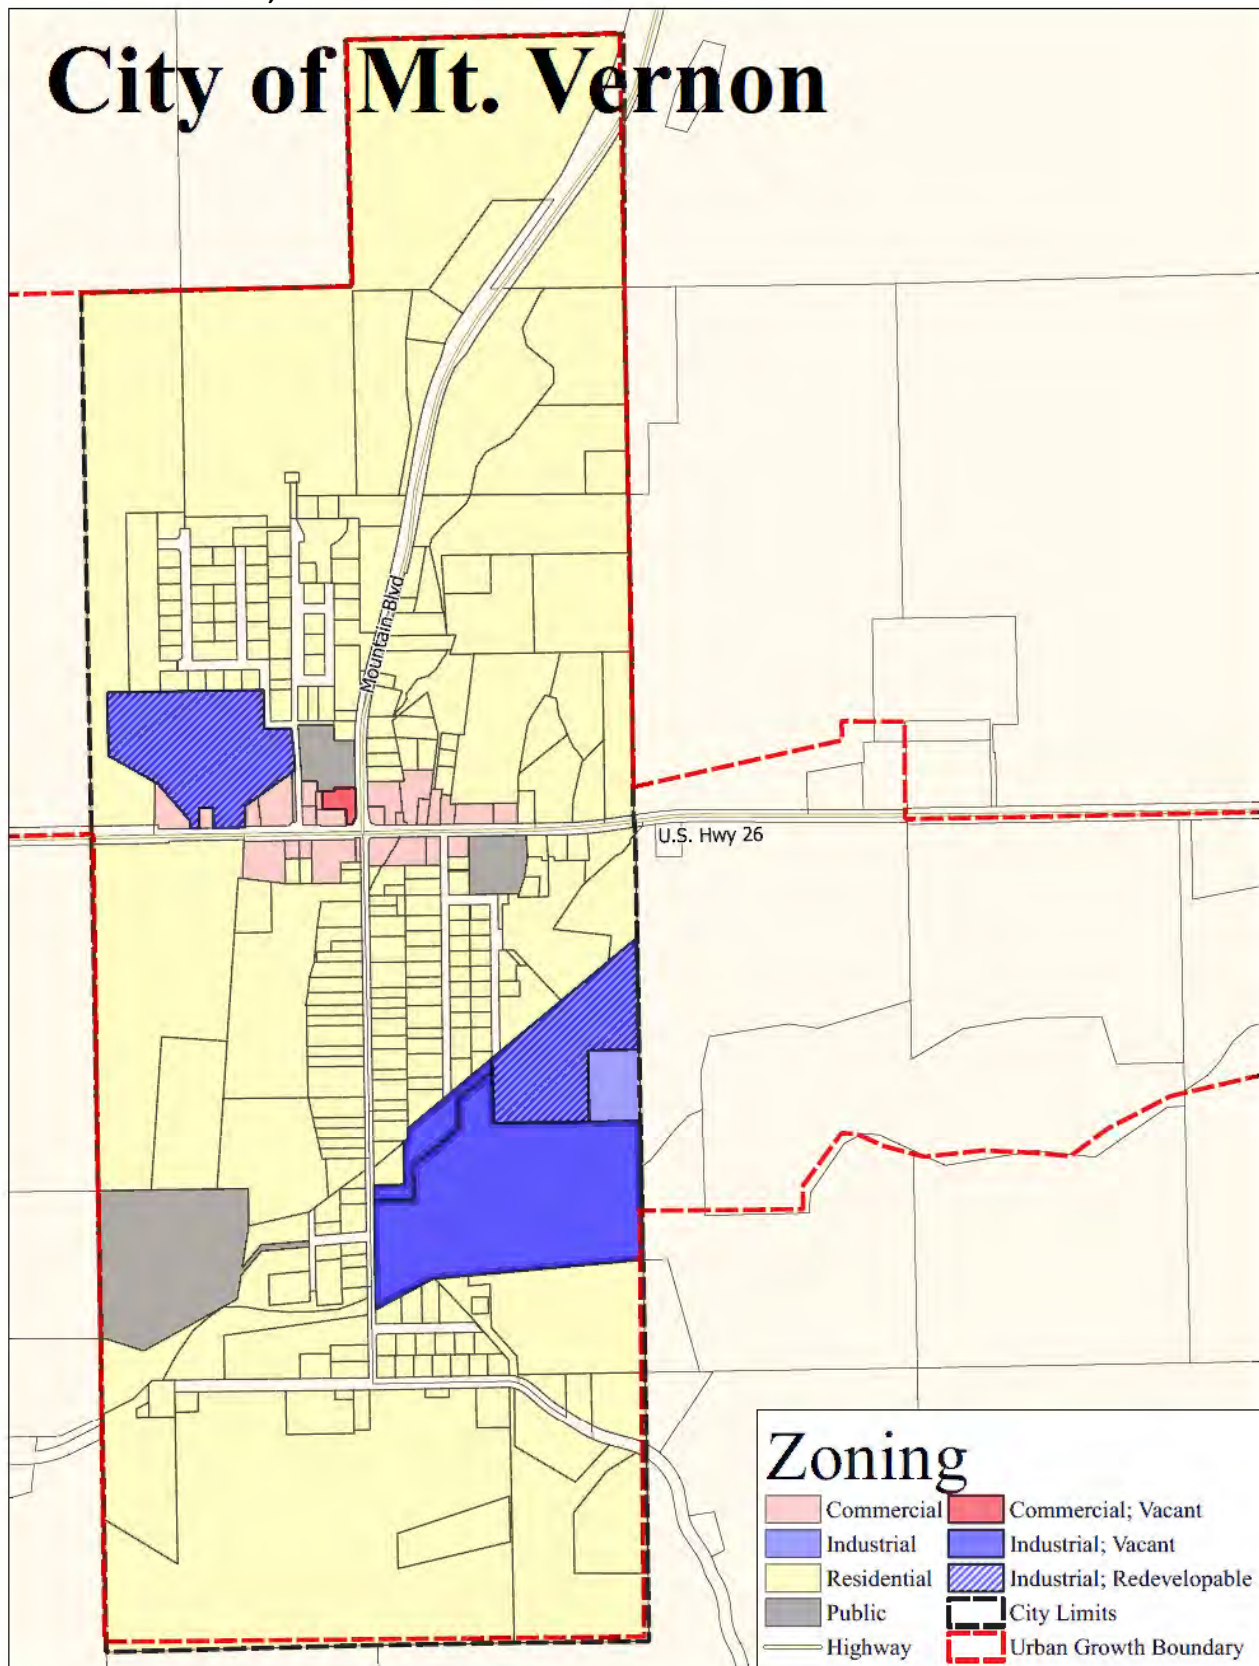 City of Mt. Vernon
Mountain Blvd.
U.S. Hwy 26
Zoning
Commercial
Commercial; Vacant
Industrial
Industrial; Vacant
Residential
Industrial; Redevelopable
Public
City Limits
Highway
Urban Growth Boundary